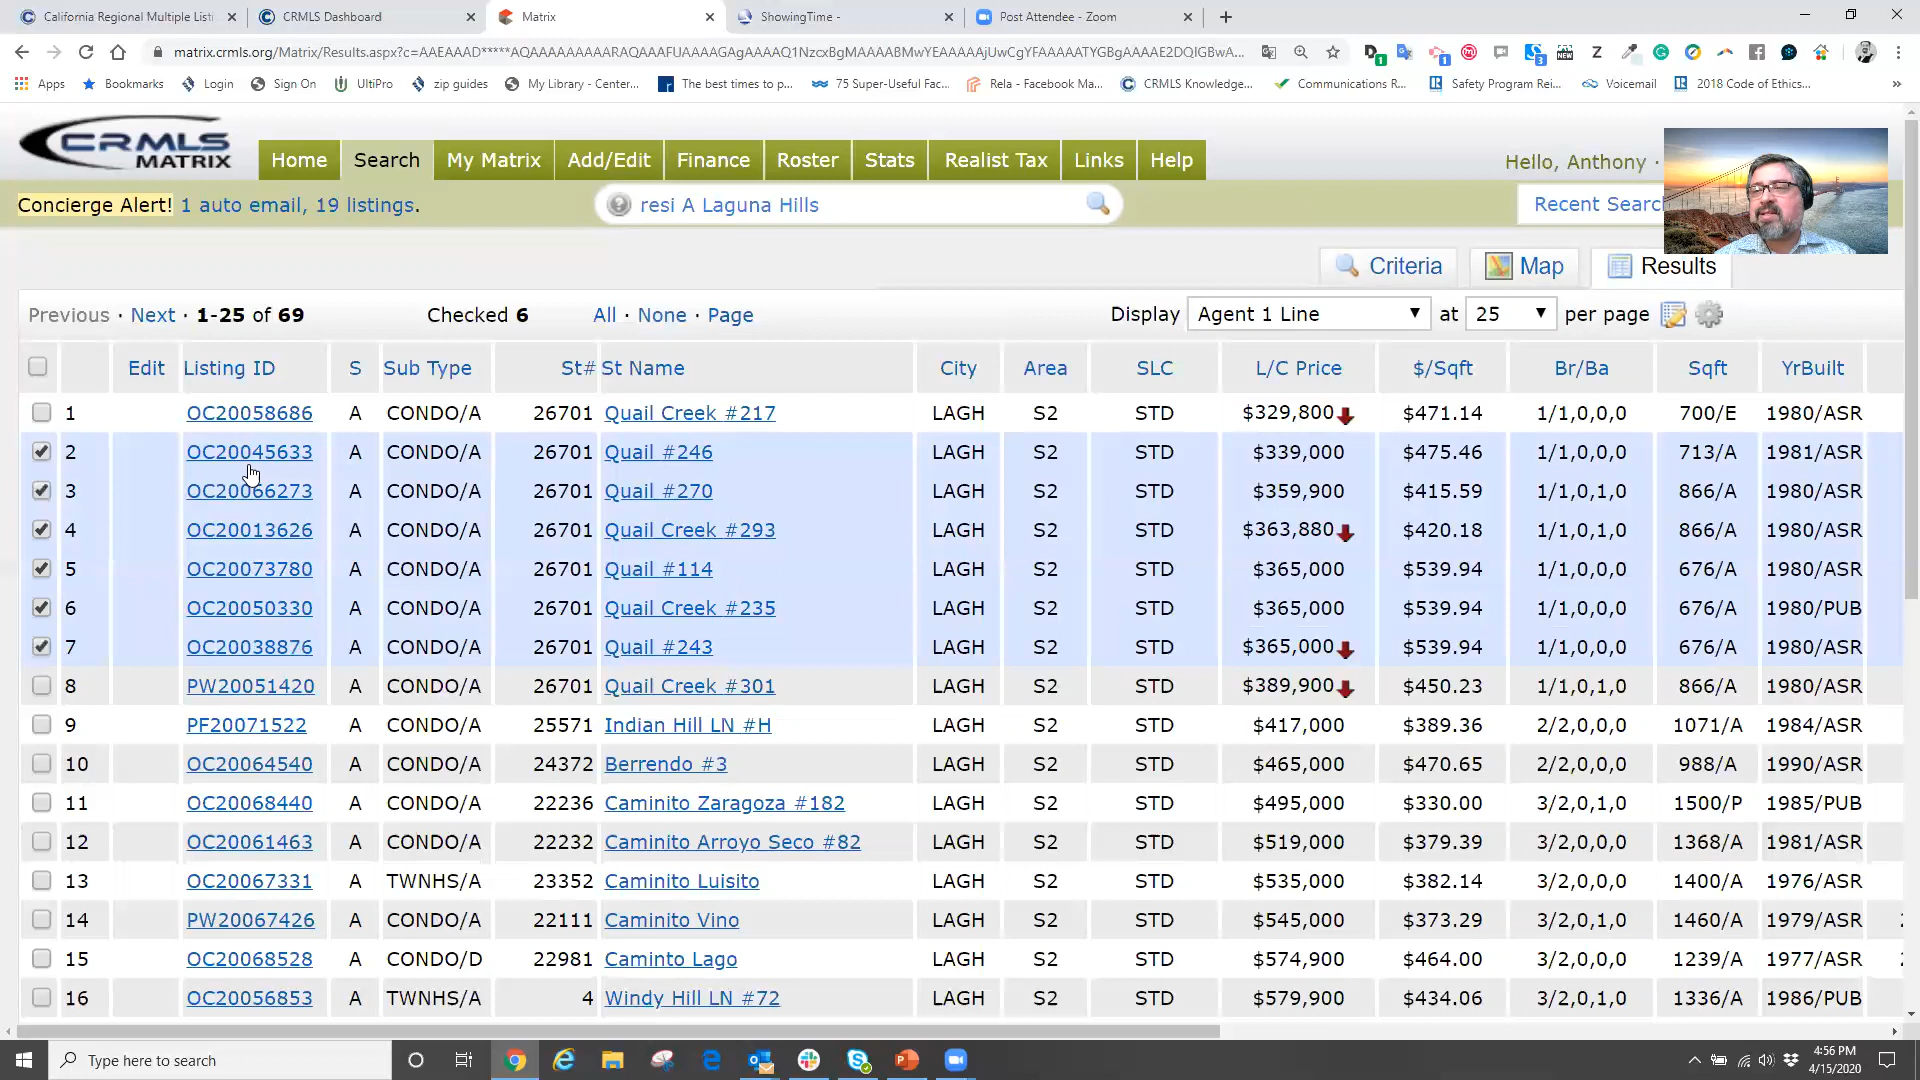 California Regional Multiple Listi
CRMLS Dashboard
Matrix
ShowingTime -
Post Attendee - Zoom
matrix.crmls.org/Matrix/Results.aspx?c=AAEAAAD*****AQAAAAAAAAARAQAAAFUAAAAGAgAAAAQ1NzcxBgMAAAABMwYEAAAAAjUwCgYFAAAAATYGBgAAAAE2DQIGBwA...
Apps
Bookmarks
Login
Sign On
UltiPro
zip guides
My Library - Center...
The best times to p...
75 Super-Useful Fac...
Rela - Facebook Ma...
CRMLS Knowledge...
Communications R...
Safety Program Rei...
Voicemail
2018 Code of Ethics...
CRMLS
MATRIX
Home
Search
My Matrix
Add/Edit
Finance
Roster
Stats
Realist Tax
Links
Help
Hello, Anthony ·
Concierge Alert! 1 auto email, 19 listings.
resi A Laguna Hills
Recent Searc
Criteria
Map
Results
Previous · Next · 1-25 of 69
Checked 6
All · None · Page
Display Agent 1 Line at 25 per page
Edit Listing ID S Sub Type St# St Name City Area SLC L/C Price $/Sqft Br/Ba Sqft YrBuilt
1 OC20058686 A CONDO/A 26701 Quail Creek #217 LAGH S2 STD $329,800 $471.14 1/1,0,0,0 700/E 1980/ASR
2 OC20045633 A CONDO/A 26701 Quail #246 LAGH S2 STD $339,000 $475.46 1/1,0,0,0 713/A 1981/ASR
3 OC20066273 A CONDO/A 26701 Quail #270 LAGH S2 STD $359,900 $415.59 1/1,0,1,0 866/A 1980/ASR
4 OC20013626 A CONDO/A 26701 Quail Creek #293 LAGH S2 STD $363,880 $420.18 1/1,0,1,0 866/A 1980/ASR
5 OC20073780 A CONDO/A 26701 Quail #114 LAGH S2 STD $365,000 $539.94 1/1,0,0,0 676/A 1980/ASR
6 OC20050330 A CONDO/A 26701 Quail Creek #235 LAGH S2 STD $365,000 $539.94 1/1,0,0,0 676/A 1980/PUB
7 OC20038876 A CONDO/A 26701 Quail #243 LAGH S2 STD $365,000 $539.94 1/1,0,0,0 676/A 1980/ASR
8 PW20051420 A CONDO/A 26701 Quail Creek #301 LAGH S2 STD $389,900 $450.23 1/1,0,1,0 866/A 1980/ASR
9 PF20071522 A CONDO/A 25571 Indian Hill LN #H LAGH S2 STD $417,000 $389.36 2/2,0,0,0 1071/A 1984/ASR
10 OC20064540 A CONDO/A 24372 Berrendo #3 LAGH S2 STD $465,000 $470.65 2/2,0,0,0 988/A 1990/ASR
11 OC20068440 A CONDO/A 22236 Caminito Zaragoza #182 LAGH S2 STD $495,000 $330.00 3/2,0,1,0 1500/P 1985/PUB
12 OC20061463 A CONDO/A 22232 Caminito Arroyo Seco #82 LAGH S2 STD $519,000 $379.39 3/2,0,1,0 1368/A 1981/ASR
13 OC20067331 A TWNHS/A 23352 Caminito Luisito LAGH S2 STD $535,000 $382.14 3/2,0,0,0 1400/A 1976/ASR
14 PW20067426 A CONDO/A 22111 Caminito Vino LAGH S2 STD $545,000 $373.29 3/2,0,1,0 1460/A 1979/ASR
15 OC20068528 A CONDO/D 22981 Caminto Lago LAGH S2 STD $574,900 $464.00 3/2,0,0,0 1239/A 1977/ASR
16 OC20056853 A TWNHS/A 4 Windy Hill LN #72 LAGH S2 STD $579,900 $434.06 3/2,0,1,0 1336/A 1986/PUB
Type here to search
4:56 PM
4/15/2020